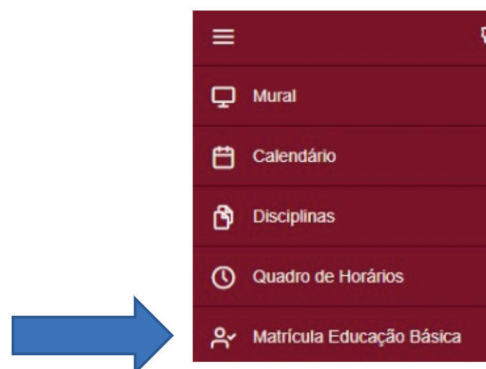 Mural
Calendário
Disciplinas
Quadro de Horários
Matrícula Educação Básica